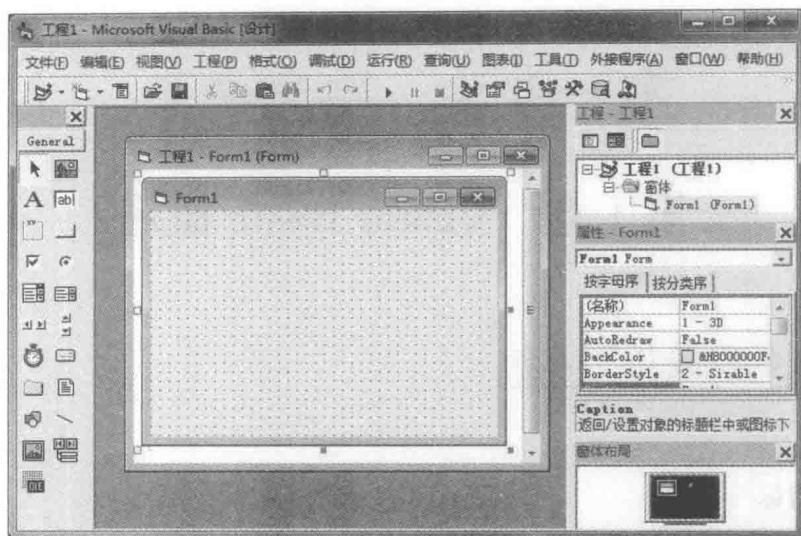 工程1 - Microsoft Visual Basic [设计]
文件(F) 编辑(E) 视图(V) 工程(P) 格式(O) 调试(D) 运行(R) 查询(U) 图表(I) 工具(T) 外接程序(A) 窗口(W) 帮助(H)
General
A
ab
工程1 - Form1 (Form)
Form1
工程 - 工程1
工程1 (工程1)
窗体
Form1 (Form1)
属性 - Form1
Form1 Form
按字母序 按分类序
(名称) Form1
Appearance 1 - 3D
AutoRedraw False
BackColor &H8000000F&
BorderStyle 2 - Sizable
Caption
返回/设置对象的标题栏中或图标下
窗体布局